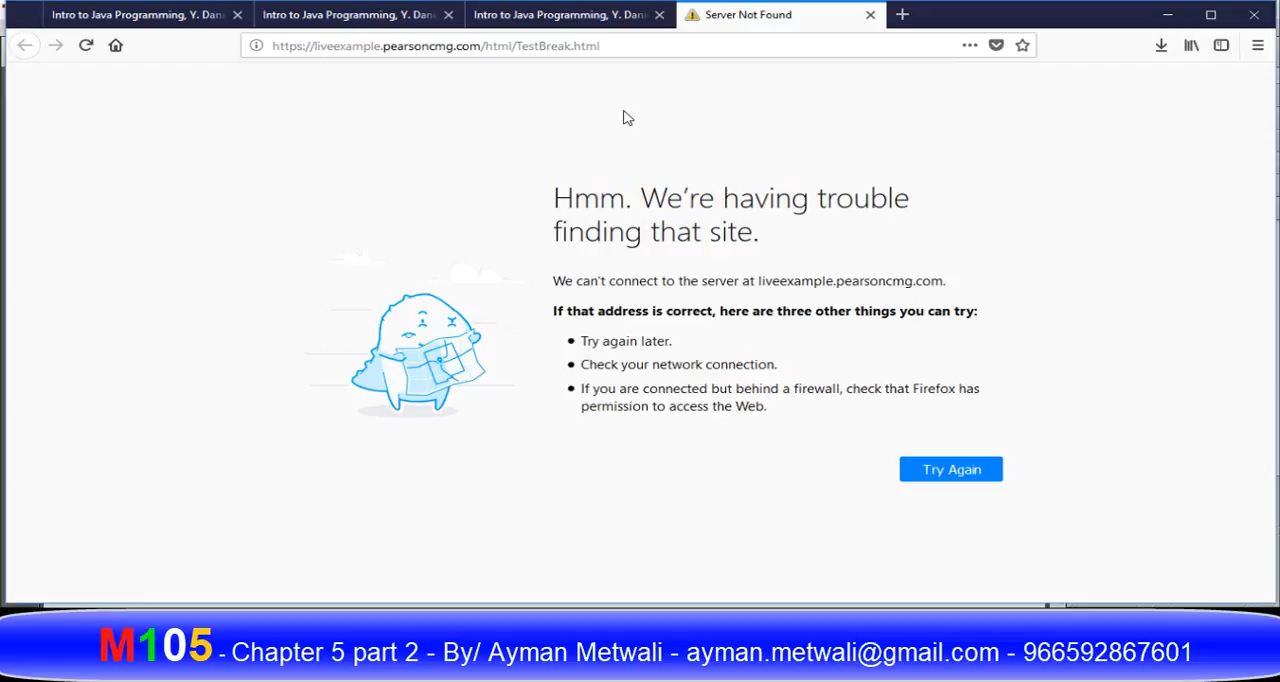 Intro to Java Programming, Y. Dani
Intro to Java Programming, Y. Dani
Intro to Java Programming, Y. Dani
Server Not Found
https://liveexample.pearsoncmg.com/html/TestBreak.html
Hmm. We're having trouble
finding that site.
We can't connect to the server at liveexample.pearsoncmg.com.
If that address is correct, here are three other things you can try:
• Try again later.
• Check your network connection.
• If you are connected but behind a firewall, check that Firefox has
permission to access the Web.
Try Again
M105 - Chapter 5 part 2 - By/ Ayman Metwali - ayman.metwali@gmail.com - 966592867601